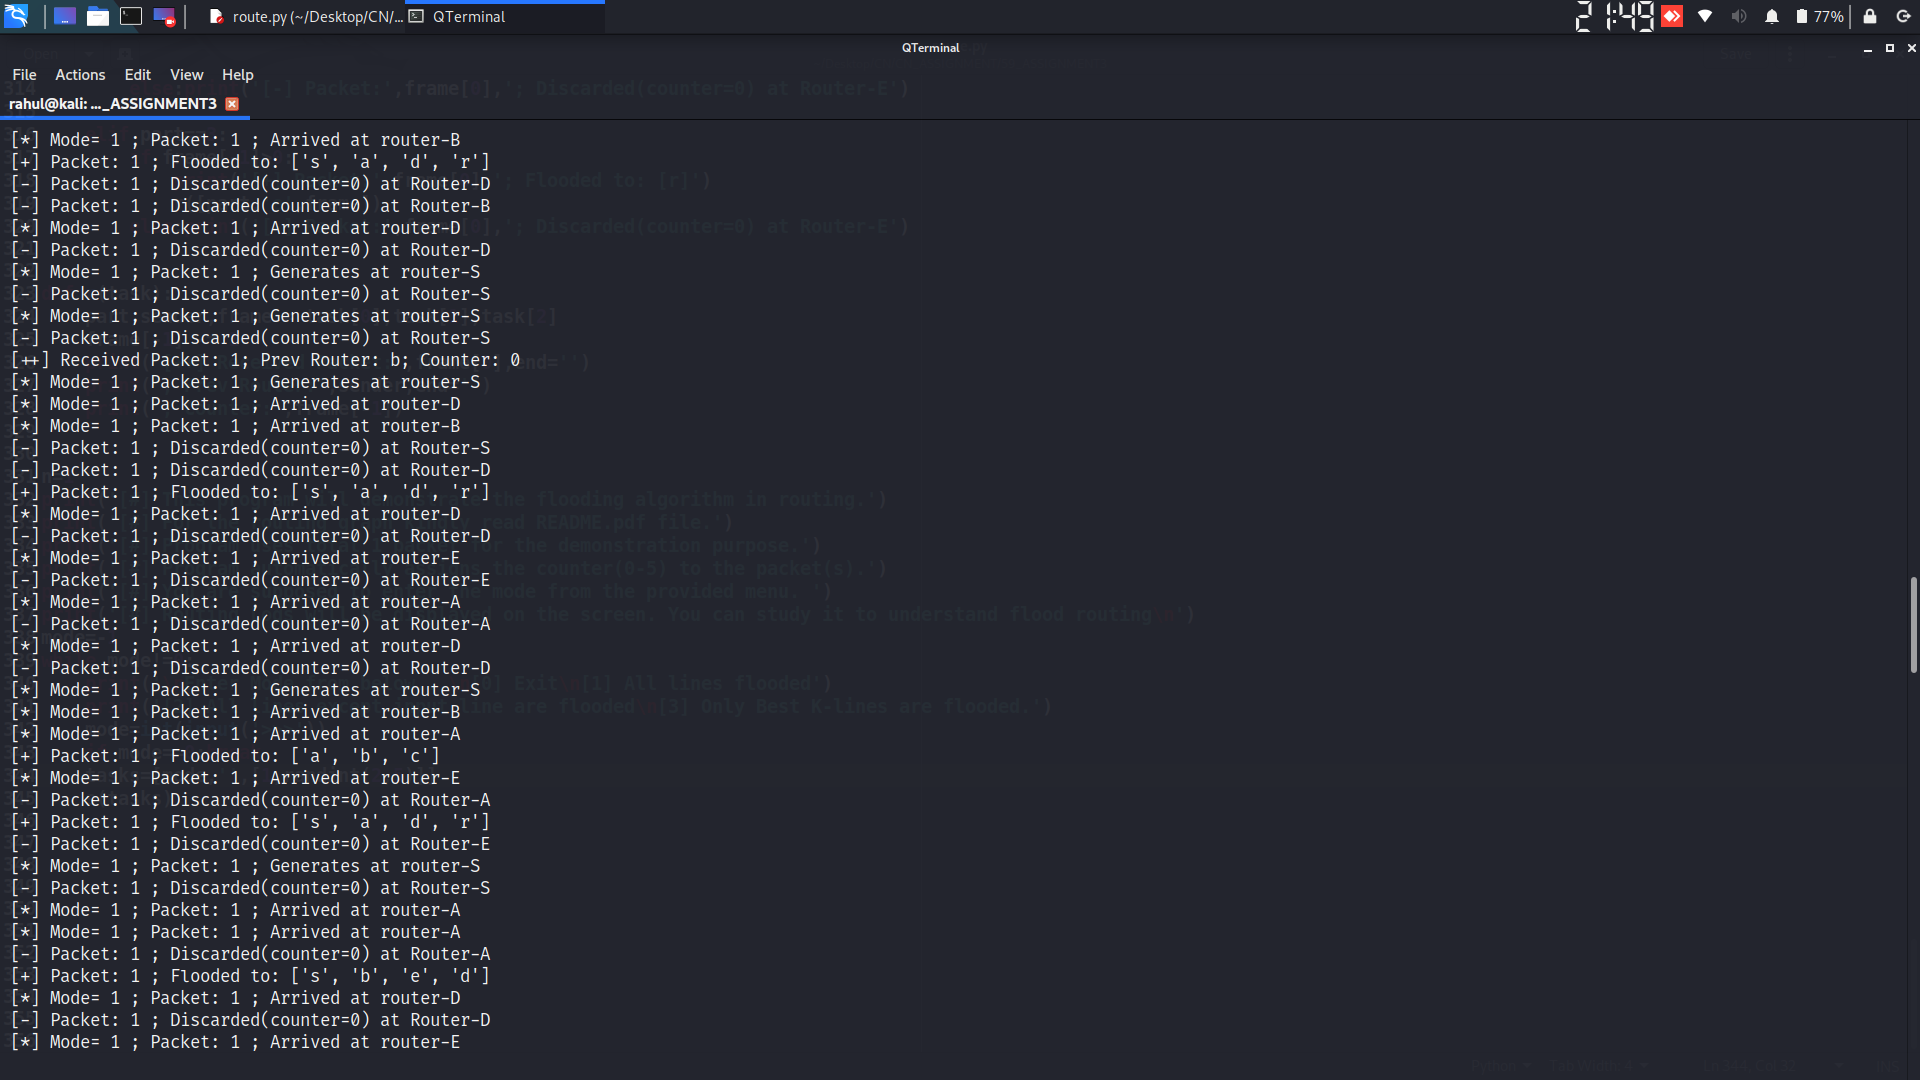 route.py (~/Desktop/CN/...
QTerminal
21:49
77%
QTerminal
File Actions Edit View Help
rahul@kali: ..._ASSIGNMENT3
[*] Mode= 1 ; Packet: 1 ; Arrived at router-B
[+] Packet: 1 ; Flooded to: ['s', 'a', 'd', 'r']
[-] Packet: 1 ; Discarded(counter=0) at Router-D
[-] Packet: 1 ; Discarded(counter=0) at Router-B
[*] Mode= 1 ; Packet: 1 ; Arrived at router-D
[-] Packet: 1 ; Discarded(counter=0) at Router-D
[*] Mode= 1 ; Packet: 1 ; Generates at router-S
[-] Packet: 1 ; Discarded(counter=0) at Router-S
[*] Mode= 1 ; Packet: 1 ; Generates at router-S
[-] Packet: 1 ; Discarded(counter=0) at Router-S
[++] Received Packet: 1; Prev Router: b; Counter: 0
[*] Mode= 1 ; Packet: 1 ; Generates at router-S
[*] Mode= 1 ; Packet: 1 ; Arrived at router-D
[*] Mode= 1 ; Packet: 1 ; Arrived at router-B
[-] Packet: 1 ; Discarded(counter=0) at Router-S
[-] Packet: 1 ; Discarded(counter=0) at Router-D
[+] Packet: 1 ; Flooded to: ['s', 'a', 'd', 'r']
[*] Mode= 1 ; Packet: 1 ; Arrived at router-D
[-] Packet: 1 ; Discarded(counter=0) at Router-D
[*] Mode= 1 ; Packet: 1 ; Arrived at router-E
[-] Packet: 1 ; Discarded(counter=0) at Router-E
[*] Mode= 1 ; Packet: 1 ; Arrived at router-A
[-] Packet: 1 ; Discarded(counter=0) at Router-A
[*] Mode= 1 ; Packet: 1 ; Arrived at router-D
[-] Packet: 1 ; Discarded(counter=0) at Router-D
[*] Mode= 1 ; Packet: 1 ; Generates at router-S
[*] Mode= 1 ; Packet: 1 ; Arrived at router-B
[*] Mode= 1 ; Packet: 1 ; Arrived at router-A
[+] Packet: 1 ; Flooded to: ['a', 'b', 'c']
[*] Mode= 1 ; Packet: 1 ; Arrived at router-E
[-] Packet: 1 ; Discarded(counter=0) at Router-A
[+] Packet: 1 ; Flooded to: ['s', 'a', 'd', 'r']
[-] Packet: 1 ; Discarded(counter=0) at Router-E
[*] Mode= 1 ; Packet: 1 ; Generates at router-S
[-] Packet: 1 ; Discarded(counter=0) at Router-S
[*] Mode= 1 ; Packet: 1 ; Arrived at router-A
[*] Mode= 1 ; Packet: 1 ; Arrived at router-A
[-] Packet: 1 ; Discarded(counter=0) at Router-A
[+] Packet: 1 ; Flooded to: ['s', 'b', 'e', 'd']
[*] Mode= 1 ; Packet: 1 ; Arrived at router-D
[-] Packet: 1 ; Discarded(counter=0) at Router-D
[*] Mode= 1 ; Packet: 1 ; Arrived at router-E